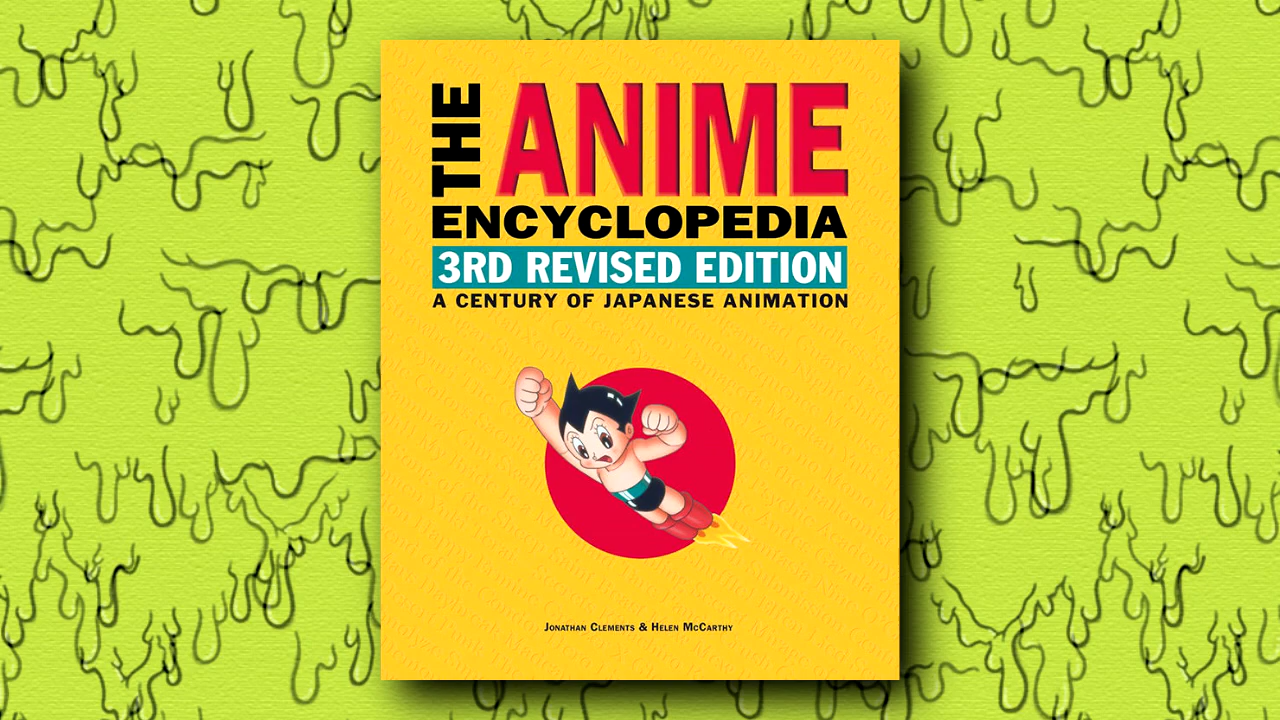 THE ANIME
ENCYCLOPEDIA
3RD REVISED EDITION
A CENTURY OF JAPANESE ANIMATION
JONATHAN CLEMENTS & HELEN MCCARTHY